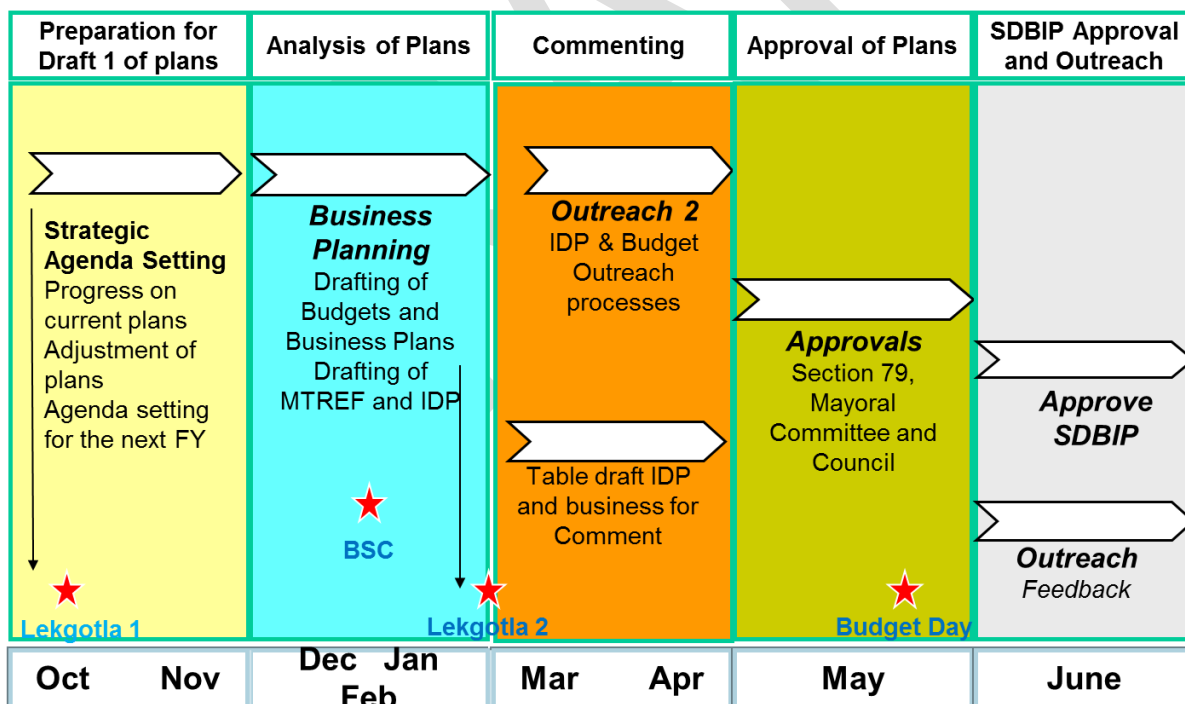 Preparation for
Draft 1 of plans
Analysis of Plans
Commenting
Approval of Plans
SDBIP Approval
and Outreach
Strategic
Agenda Setting
Progress on
current plans
Adjustment of
plans
Agenda setting
for the next FY
Lekgotla 1
Business
Planning
Drafting of
Budgets and
Business Plans
Drafting of
MTREF and IDP
BSC
Lekgotla 2
Outreach 2
IDP & Budget
Outreach
processes
Table draft IDP
and business for
Comment
Approvals
Section 79,
Mayoral
Committee and
Council
Budget Day
Approve
SDBIP
Outreach
Feedback
Oct Nov
Dec Jan
Feb
Mar Apr
May
June